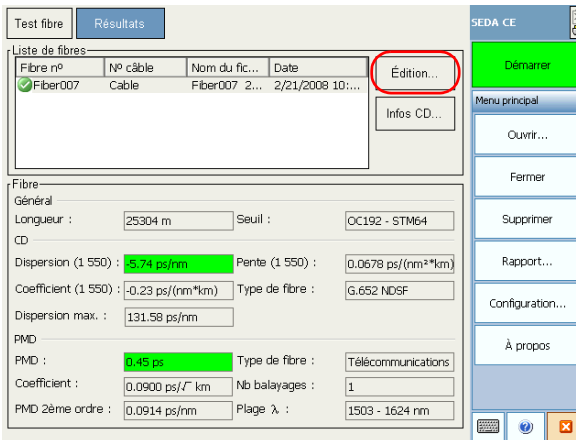 Test fibre Résultats SEDA CE
Liste de fibres
Fibre nº Nº câble Nom du fic... Date
Fiber007 Cable Fiber007 2... 2/21/2008 10:...
Édition...
Infos CD...
Fibre
Général
Longueur : 25304 m Seuil : OC192 - STM64
CD
Dispersion (1 550) : -5.74 ps/nm Pente (1 550) : 0.0678 ps/(nm²*km)
Coefficient (1 550) : -0.23 ps/(nm*km) Type de fibre : G.652 NDSF
Dispersion max. : 131.58 ps/nm
PMD
PMD : 0.45 ps Type de fibre : Télécommunications
Coefficient : 0.0900 ps/√ km Nb balayages : 1
PMD 2ème ordre : 0.0914 ps/nm Plage λ : 1503 - 1624 nm
Démarrer
Menu principal
Ouvrir...
Fermer
Supprimer
Rapport...
Configuration...
À propos